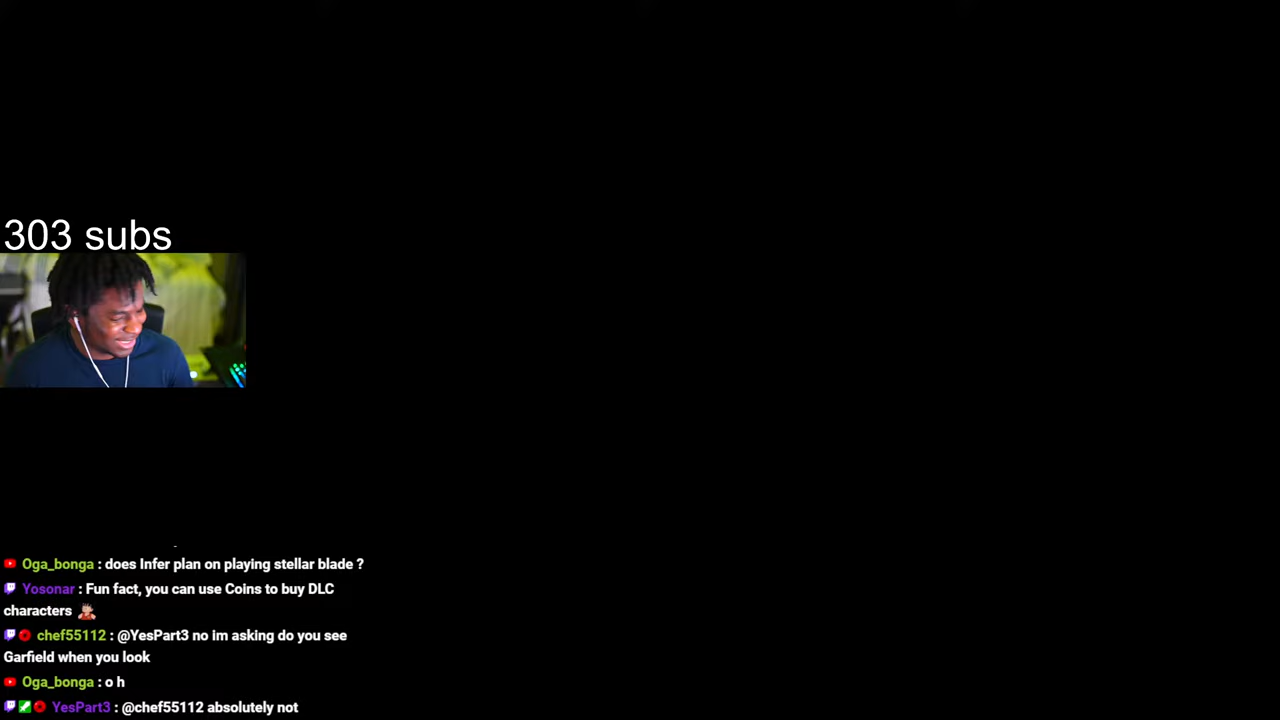 303 subs
Oga_bonga : does Infer plan on playing stellar blade ?
Yosonar : Fun fact, you can use Coins to buy DLC
characters
chef55112 : @YesPart3 no im asking do you see
Garfield when you look
Oga_bonga : o h
YesPart3 : @chef55112 absolutely not